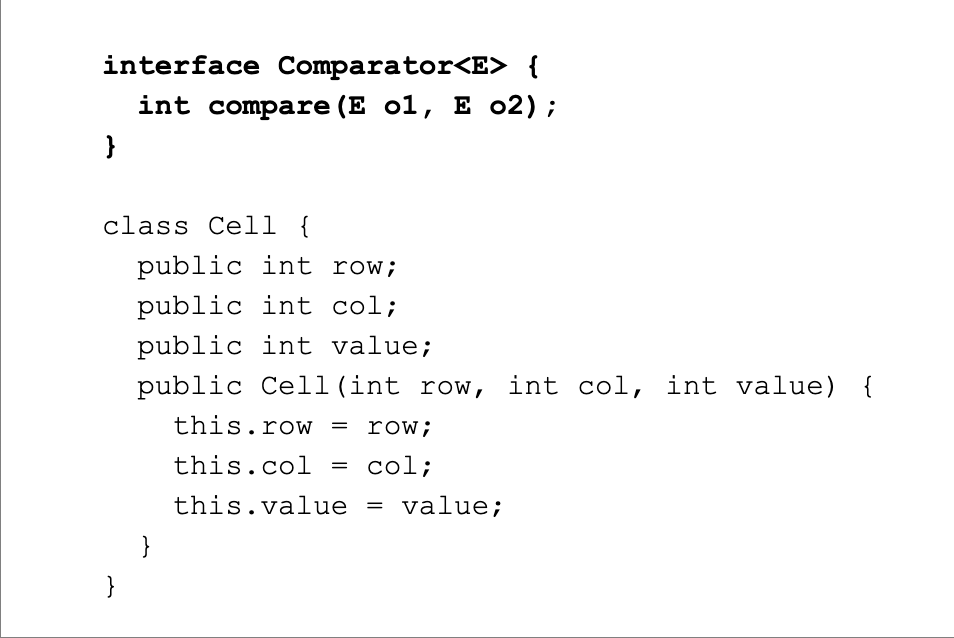 interface Comparator<E> {
  int compare(E o1, E o2);
}
class Cell {
  public int row;
  public int col;
  public int value;
  public Cell(int row, int col, int value) {
    this.row = row;
    this.col = col;
    this.value = value;
  }
}